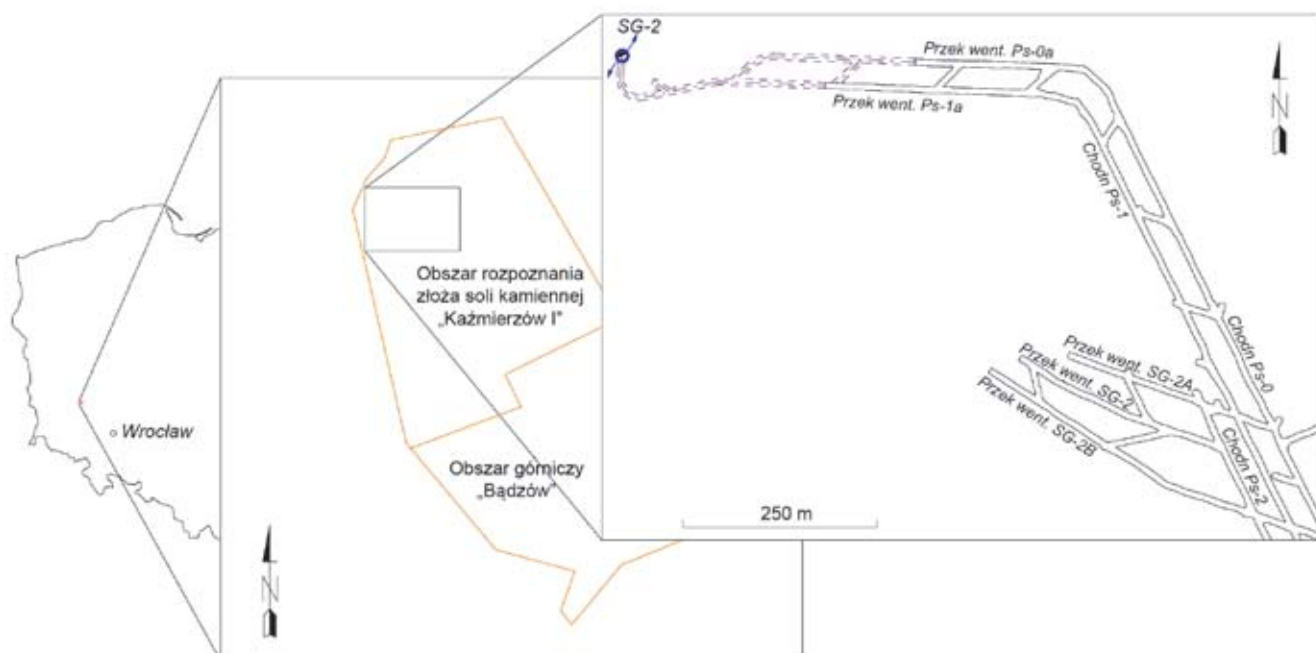 SG-2
Przek went. Ps-0a
Przek went. Ps-1a
N
Chodn Ps-1
Chodn Ps-0
Obszar rozpoznania
złoża soli kamiennej
„Kaźmierzów I”
Przek went. SG-2A
Przek went. SG-2
Przek went. SG-2B
Chodn Ps-2
Wrocław
Obszar górniczy
„Bądzów”
250 m
N